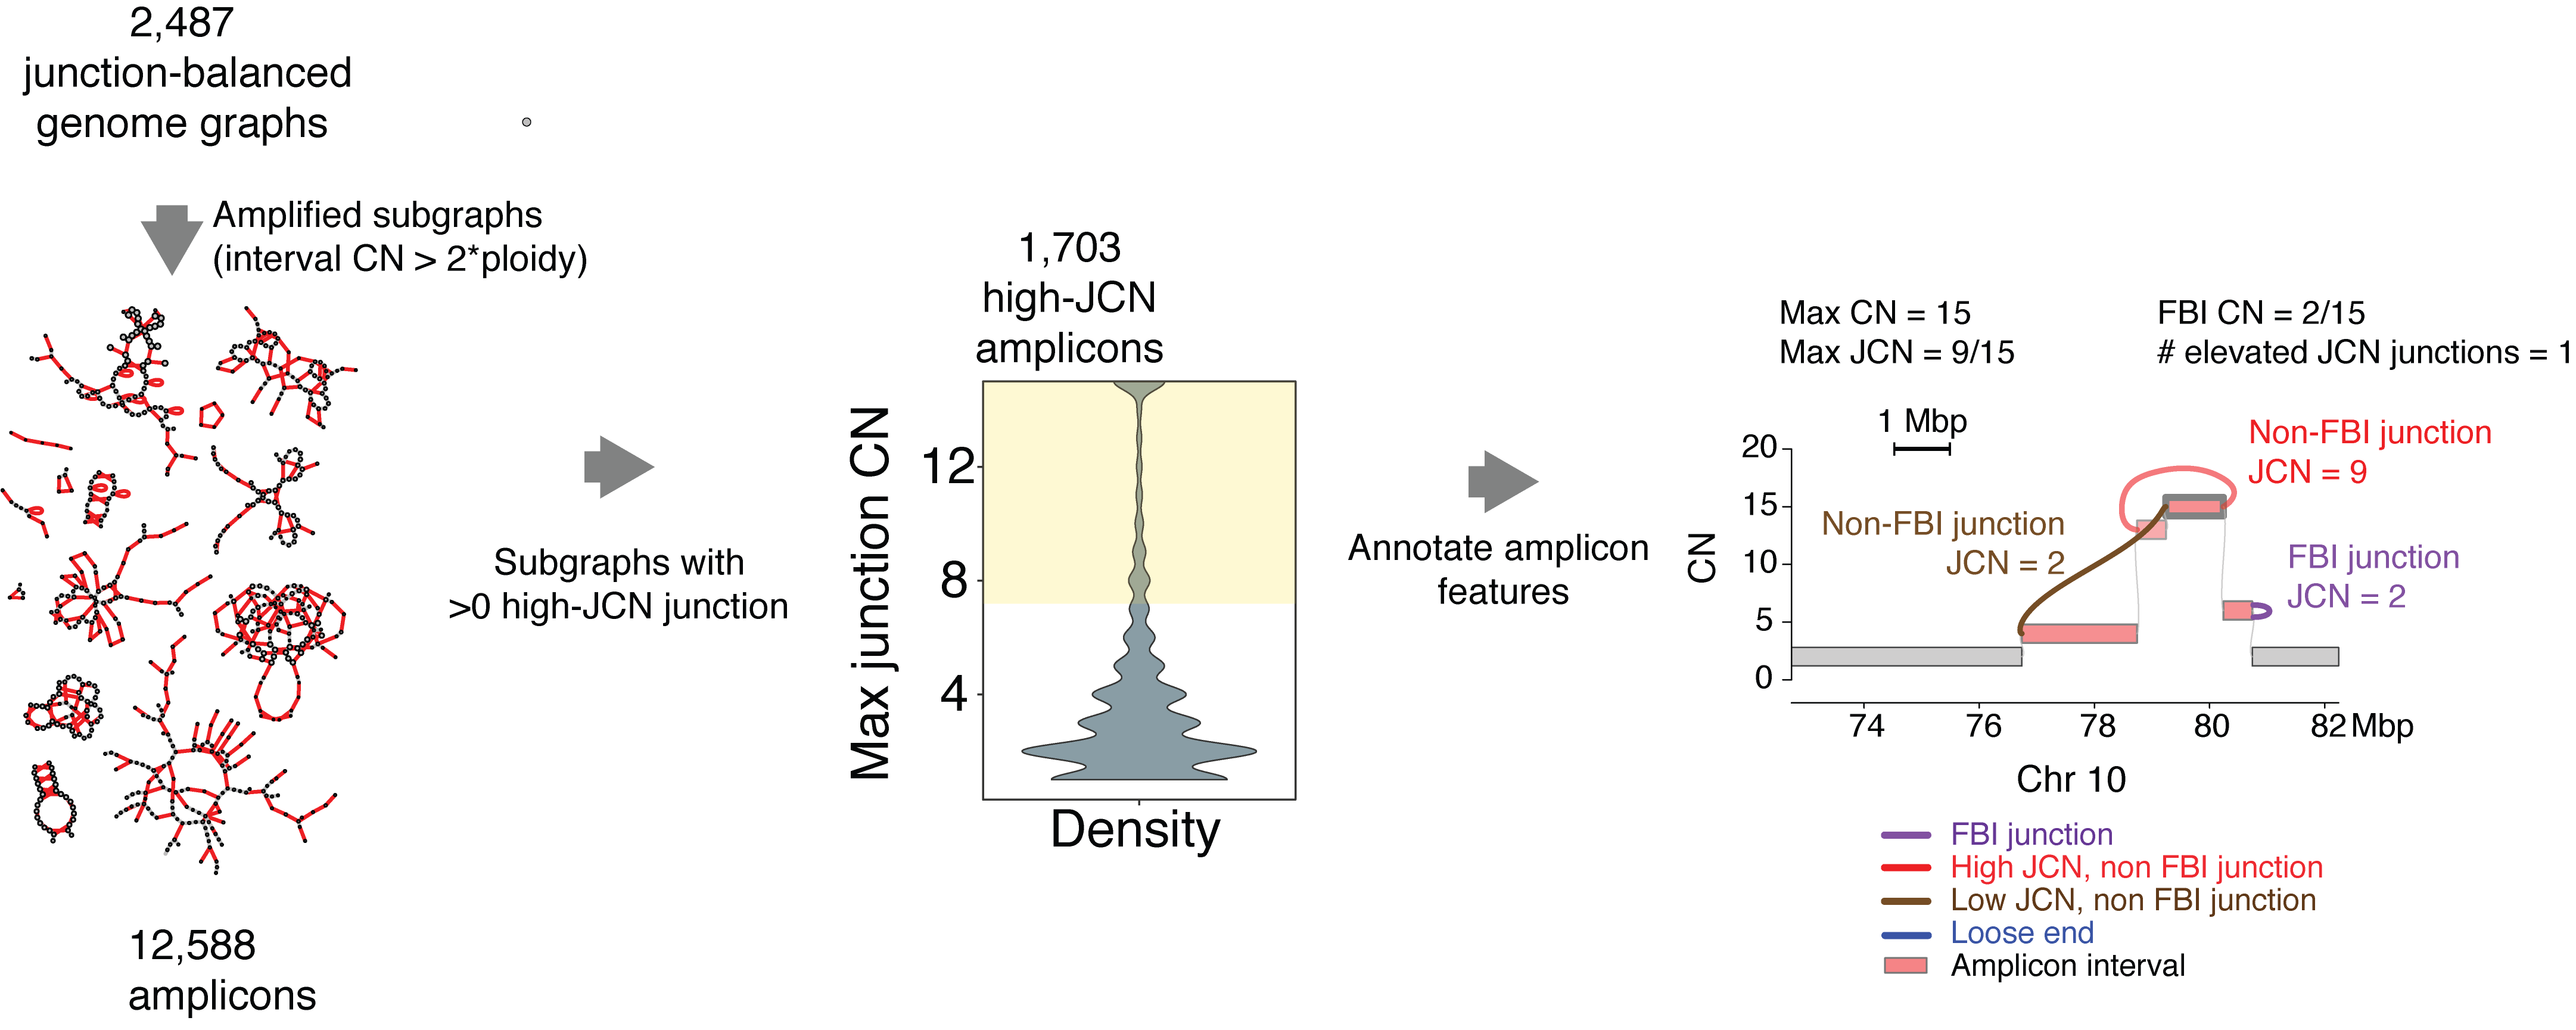 2,487
junction-balanced
genome graphs
Amplified subgraphs
(interval CN > 2*ploidy)
12,588
amplicons
Subgraphs with
>0 high-JCN junction
1,703
high-JCN
amplicons
Max junction CN
12
8
4
Density
Annotate amplicon
features
Max CN = 15
Max JCN = 9/15
FBI CN = 2/15
# elevated JCN junctions = 1
1 Mbp
CN
20
15
10
5
0
Non-FBI junction
JCN = 9
Non-FBI junction
JCN = 2
FBI junction
JCN = 2
74 76 78 80 82 Mbp
Chr 10
FBI junction
High JCN, non FBI junction
Low JCN, non FBI junction
Loose end
Amplicon interval